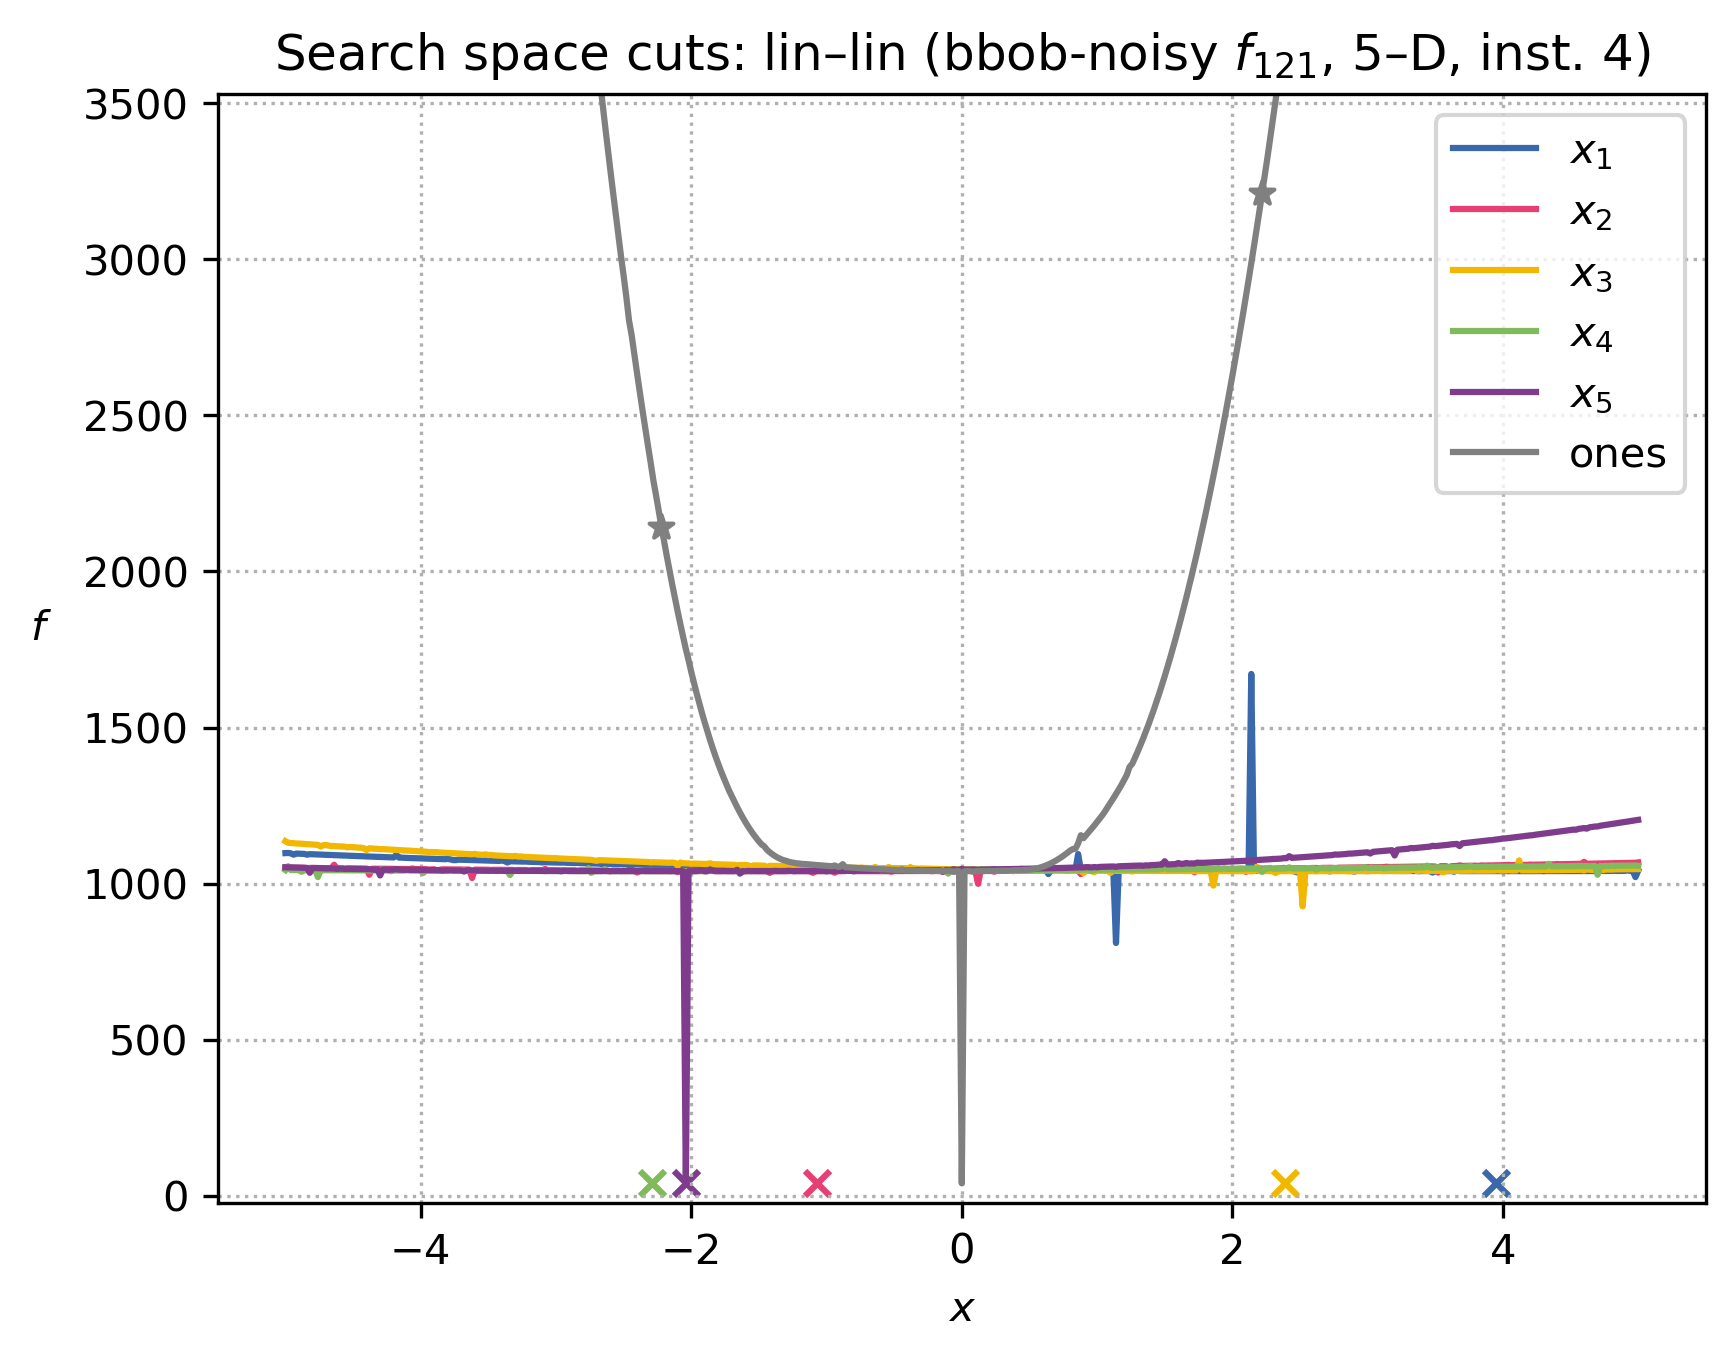 Search space cuts: lin–lin (bbob-noisy f₁₂₁, 5–D, inst. 4)
3500
3000
2500
2000
1500
1000
500
0
f
x₁
x₂
x₃
x₄
x₅
ones
−4
−2
0
2
4
x